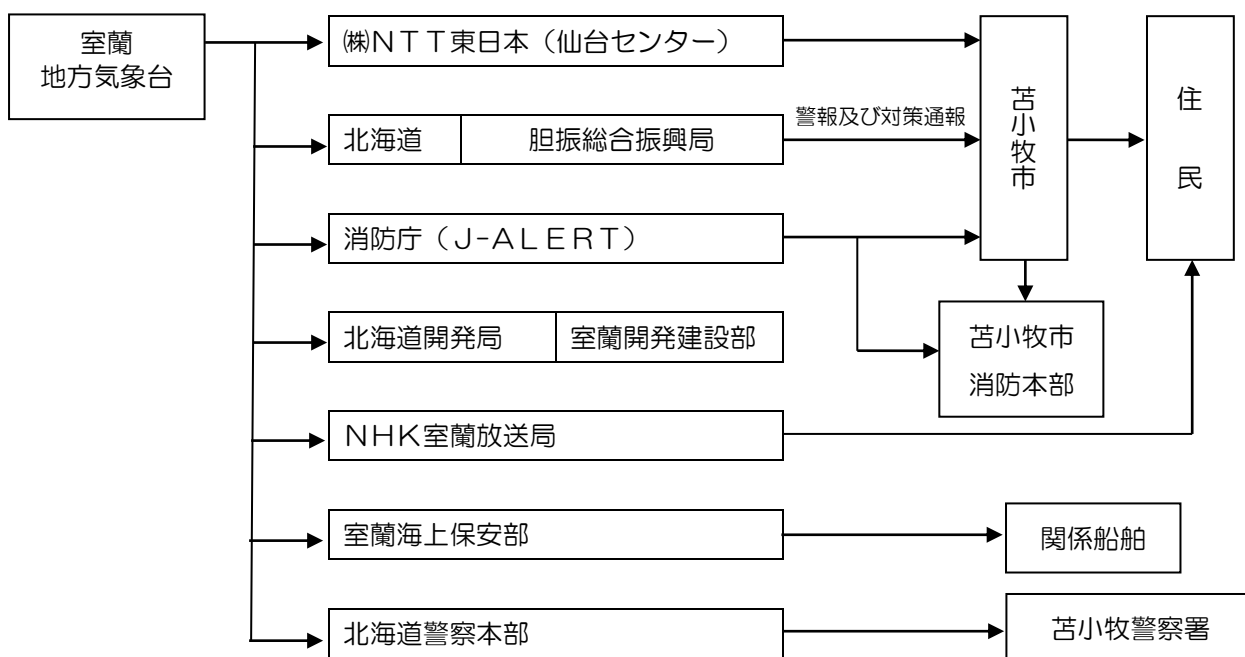 室蘭
地方気象台
㈱ＮＴＴ東日本（仙台センター）
北海道 胆振総合振興局
警報及び対策通報
消防庁（Ｊ-ＡＬＥＲＴ）
北海道開発局 室蘭開発建設部
ＮＨＫ室蘭放送局
室蘭海上保安部
北海道警察本部
苫小牧市
住民
苫小牧市
消防本部
関係船舶
苫小牧警察署